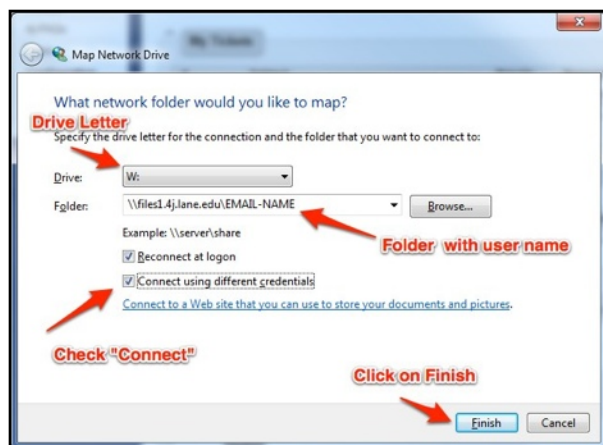 My Tickets
Map Network Drive
What network folder would you like to map?
Drive Letter
Specify the drive letter for the connection and the folder that you want to connect to:
Drive: W:
Folder: \\files1.4j.lane.edu\EMAIL-NAME Browse...
Example: \\server\share
Folder with user name
Reconnect at logon
Connect using different credentials
Connect to a Web site that you can use to store your documents and pictures.
Check "Connect"
Click on Finish
Finish Cancel